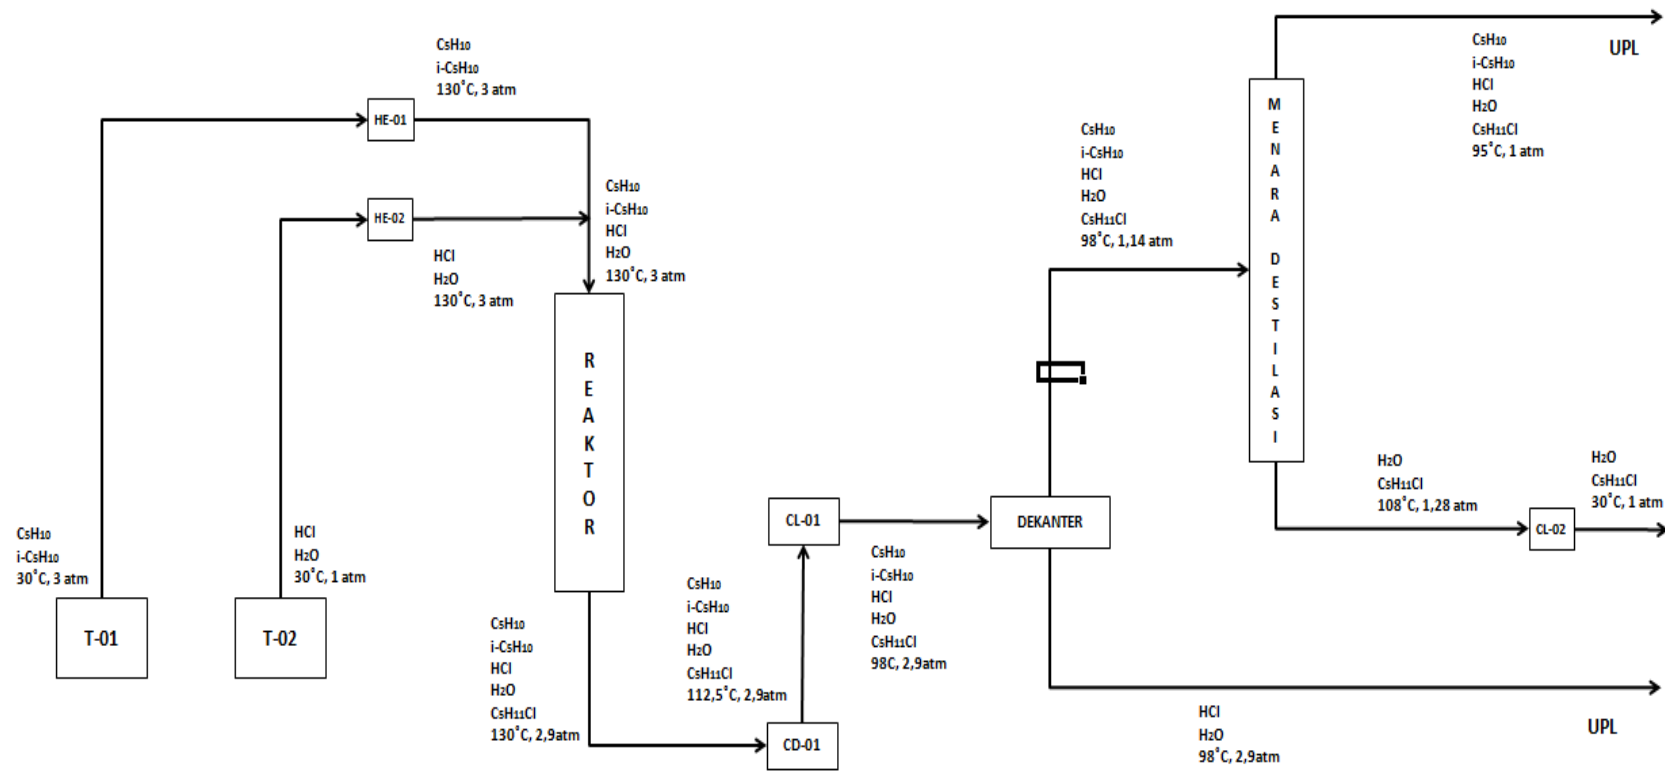 C5H10
i-C5H10
130°C, 3 atm
HE-01
C5H10
i-C5H10
HCl
H2O
130°C, 3 atm
HE-02
HCl
H2O
130°C, 3 atm
C5H10
i-C5H10
30°C, 3 atm
T-01
HCl
H2O
30°C, 1 atm
T-02
REAKTOR
C5H10
i-C5H10
HCl
H2O
C5H11Cl
130°C, 2,9atm
CD-01
C5H10
i-C5H10
HCl
H2O
C5H11Cl
112,5°C, 2,9atm
CL-01
C5H10
i-C5H10
HCl
H2O
C5H11Cl
98C, 2,9atm
DEKANTER
C5H10
i-C5H10
HCl
H2O
C5H11Cl
98°C, 1,14 atm
MENARA DESTILASI
C5H10
i-C5H10
HCl
H2O
C5H11Cl
95°C, 1 atm
UPL
H2O
C5H11Cl
108°C, 1,28 atm
CL-02
H2O
C5H11Cl
30°C, 1 atm
HCl
H2O
98°C, 2,9atm
UPL